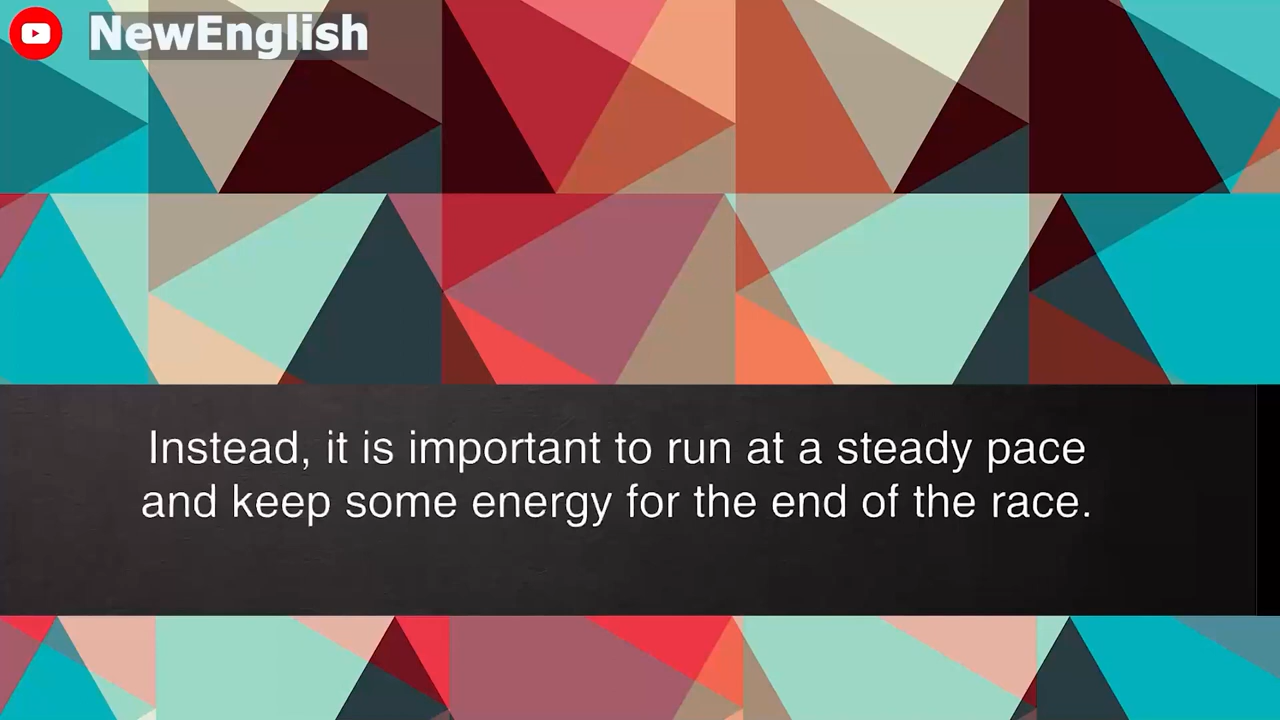 NewEnglish
Instead, it is important to run at a steady pace
and keep some energy for the end of the race.